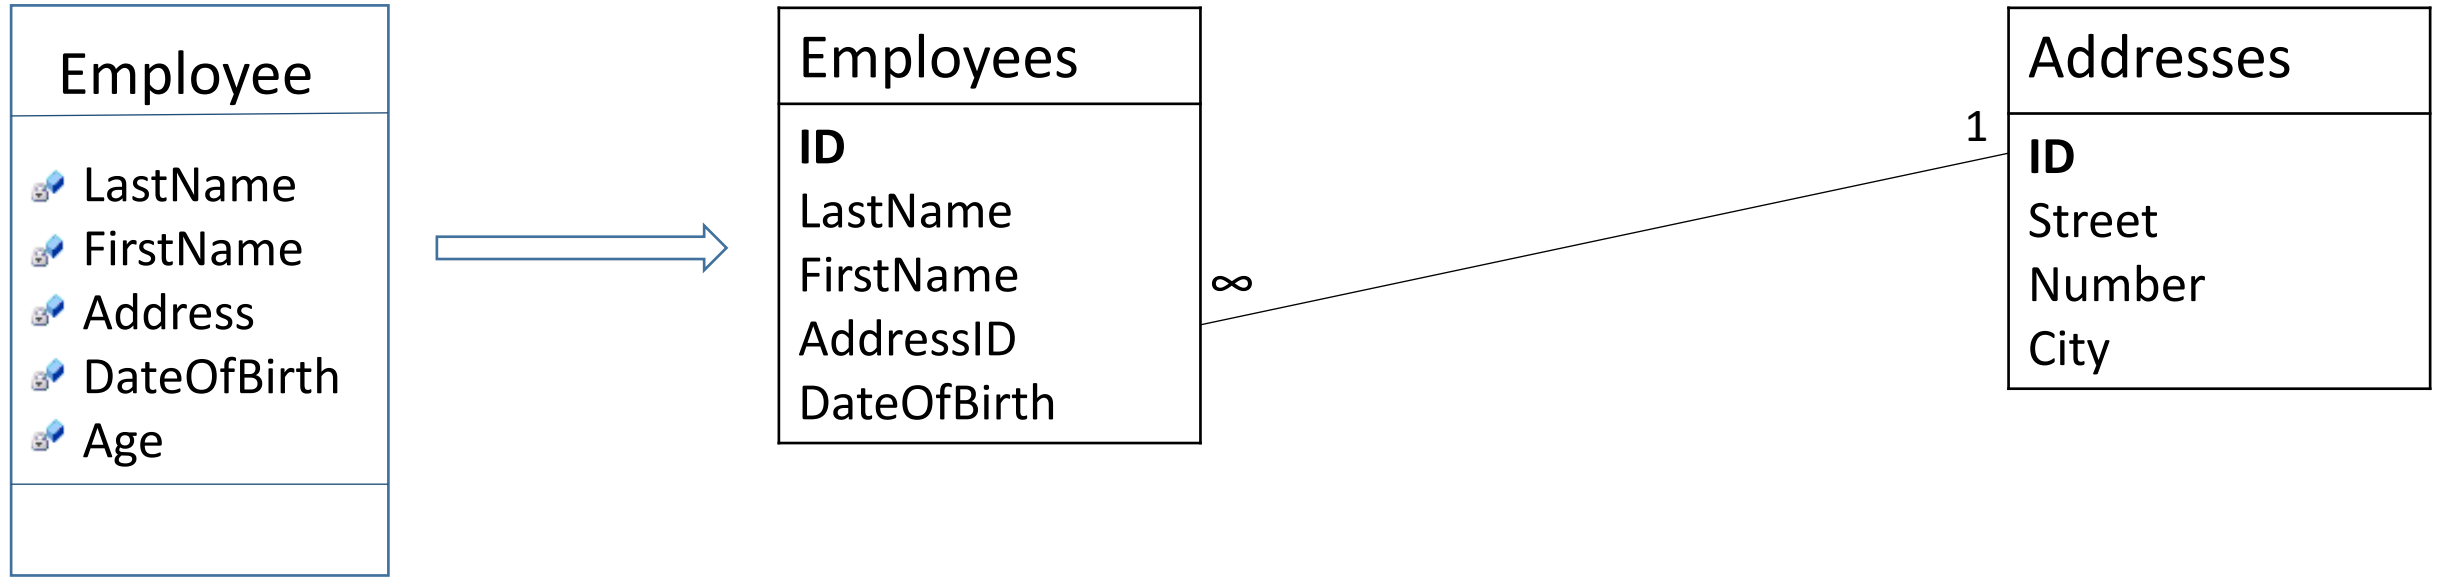 Employee
LastName
FirstName
Address
DateOfBirth
Age
Employees
ID
LastName
FirstName
AddressID
DateOfBirth
∞
1
Addresses
ID
Street
Number
City